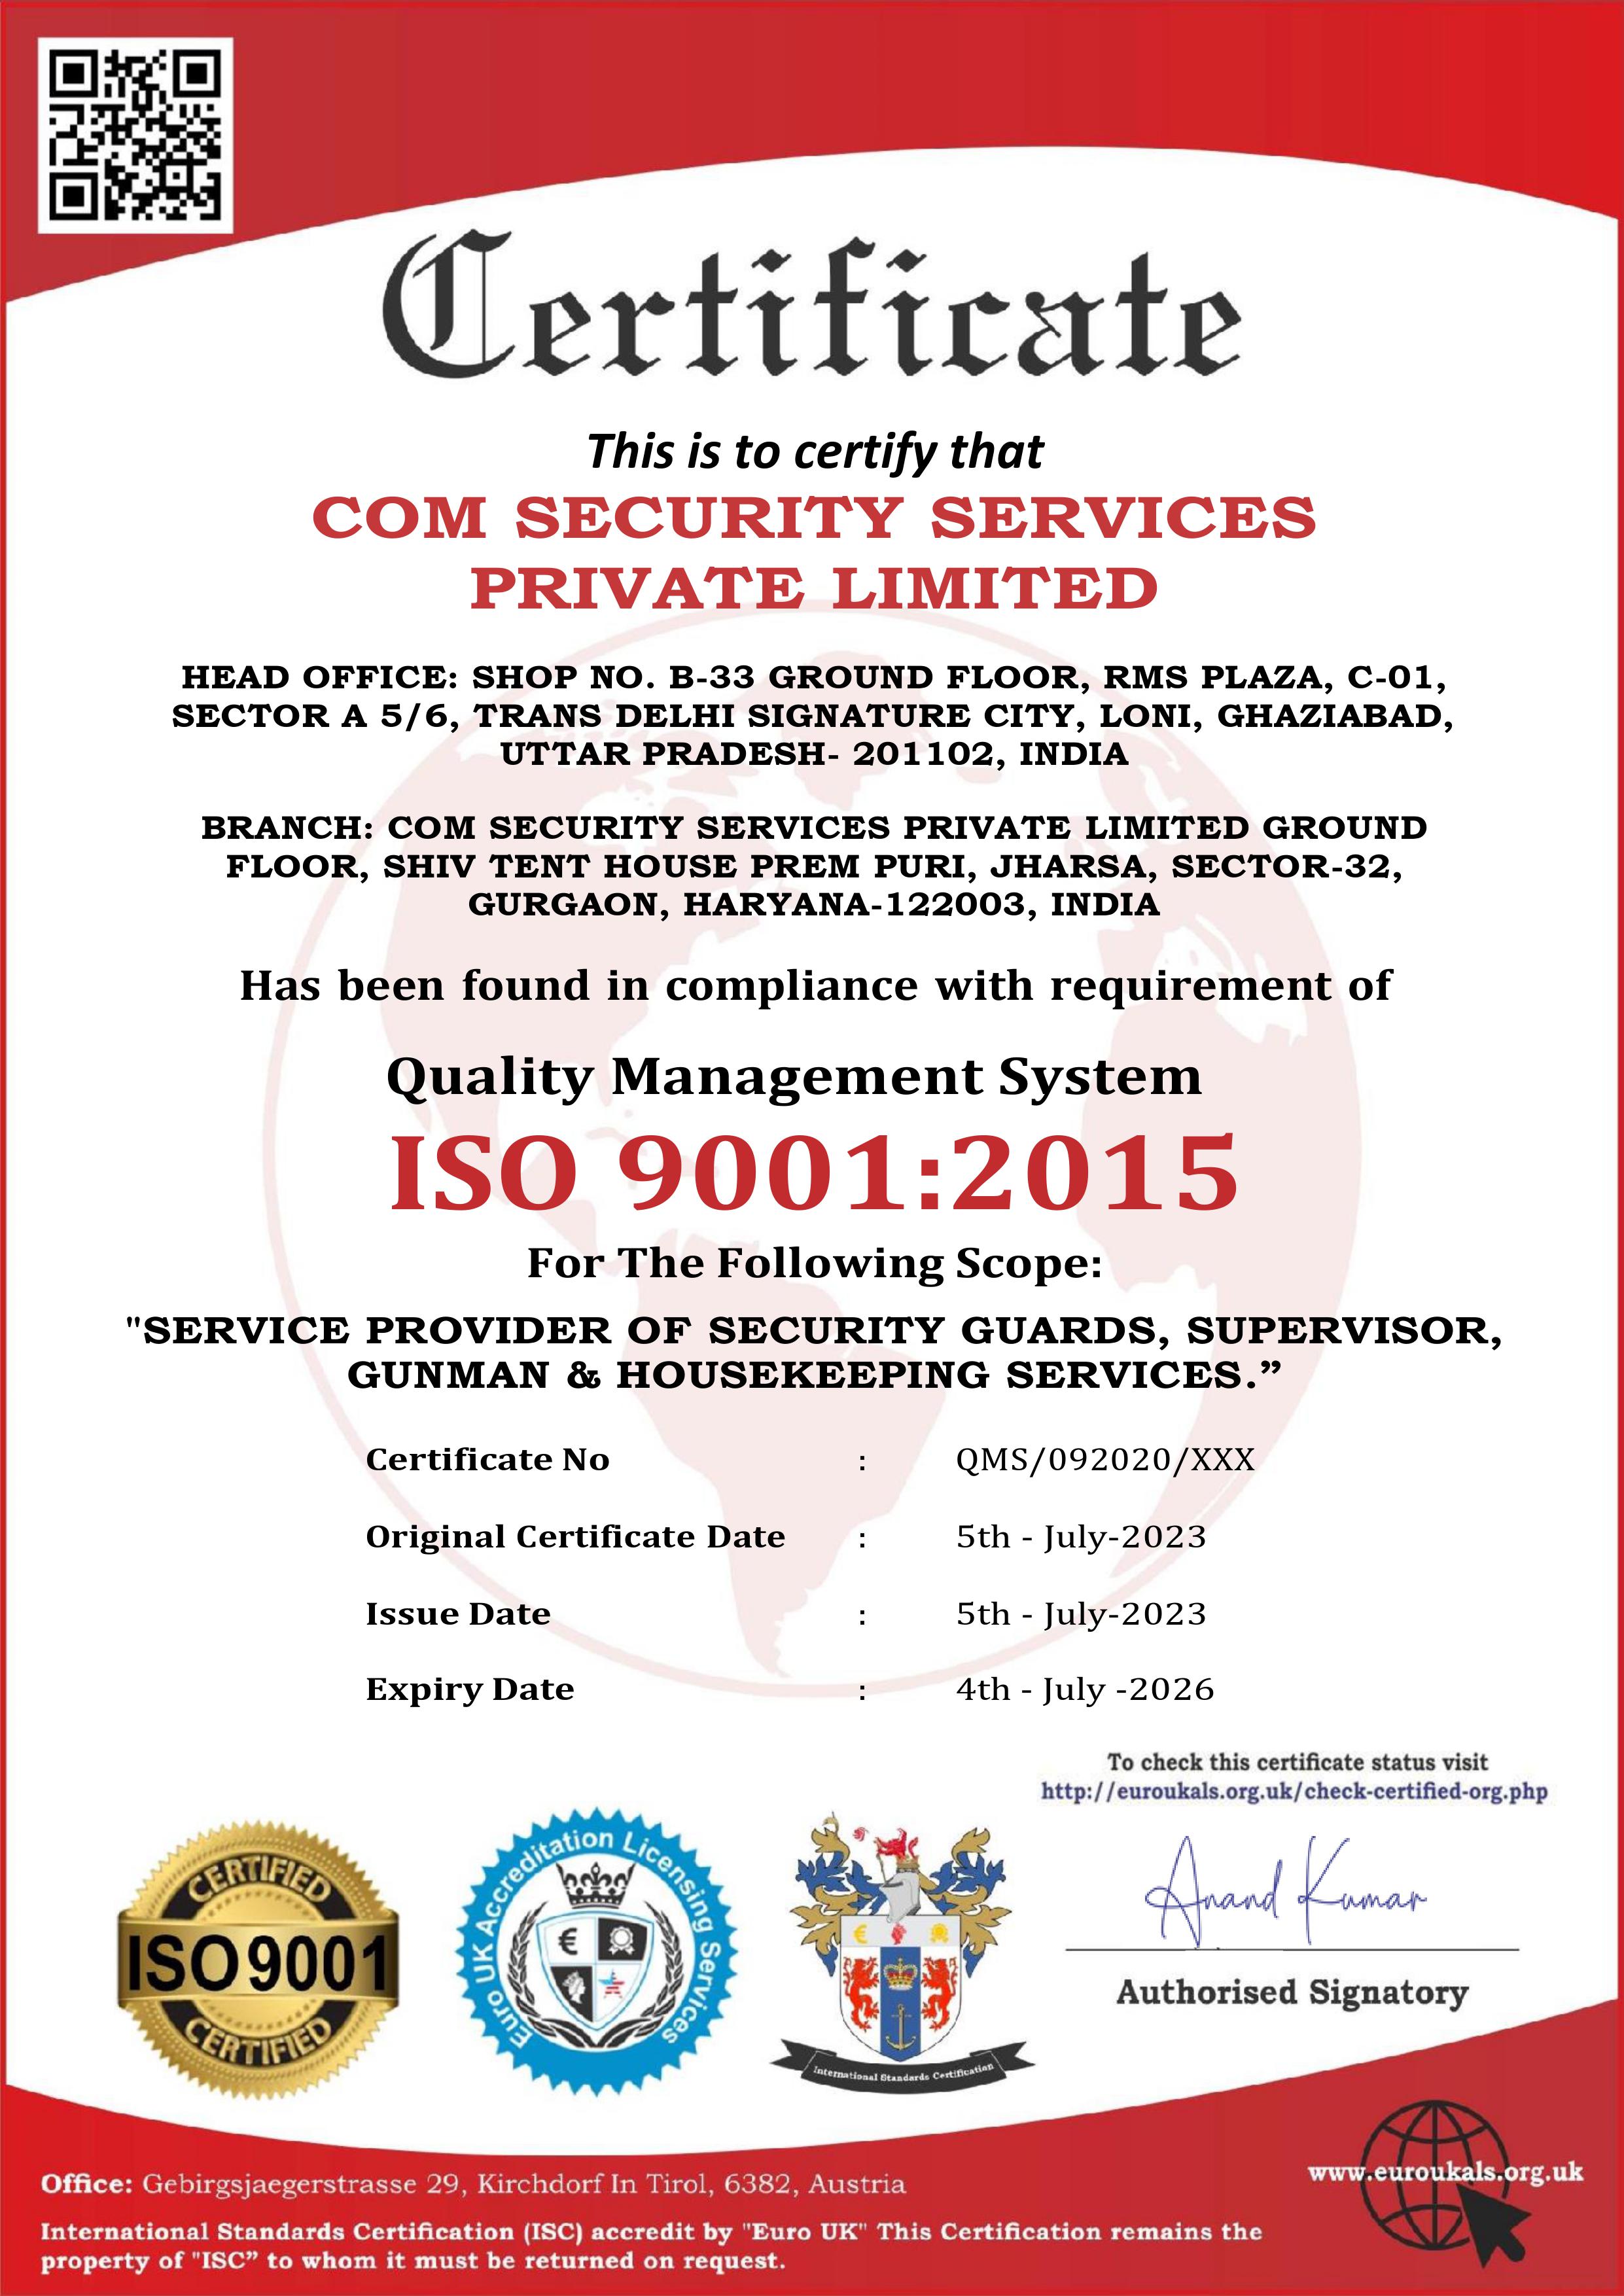 Certificate
This is to certify that
COM SECURITY SERVICES
PRIVATE LIMITED
HEAD OFFICE: SHOP NO. B-33 GROUND FLOOR, RMS PLAZA, C-01,
SECTOR A 5/6, TRANS DELHI SIGNATURE CITY, LONI, GHAZIABAD,
UTTAR PRADESH- 201102, INDIA
BRANCH: COM SECURITY SERVICES PRIVATE LIMITED GROUND
FLOOR, SHIV TENT HOUSE PREM PURI, JHARSA, SECTOR-32,
GURGAON, HARYANA-122003, INDIA
Has been found in compliance with requirement of
Quality Management System
ISO 9001:2015
For The Following Scope:
"SERVICE PROVIDER OF SECURITY GUARDS, SUPERVISOR,
GUNMAN & HOUSEKEEPING SERVICES.”
Certificate No : QMS/092020/XXX
Original Certificate Date : 5th - July-2023
Issue Date : 5th - July-2023
Expiry Date : 4th - July -2026
To check this certificate status visit
http://euroukals.org.uk/check-certified-org.php
CERTIFIED
ISO 9001
CERTIFIED
Euro UK Accreditation Licensing Services
€
€
International Standards Certification
Anand Kumar
Authorised Signatory
www.euroukals.org.uk
Office: Gebirgsjaegerstrasse 29, Kirchdorf In Tirol, 6382, Austria
International Standards Certification (ISC) accredit by "Euro UK" This Certification remains the
property of "ISC” to whom it must be returned on request.